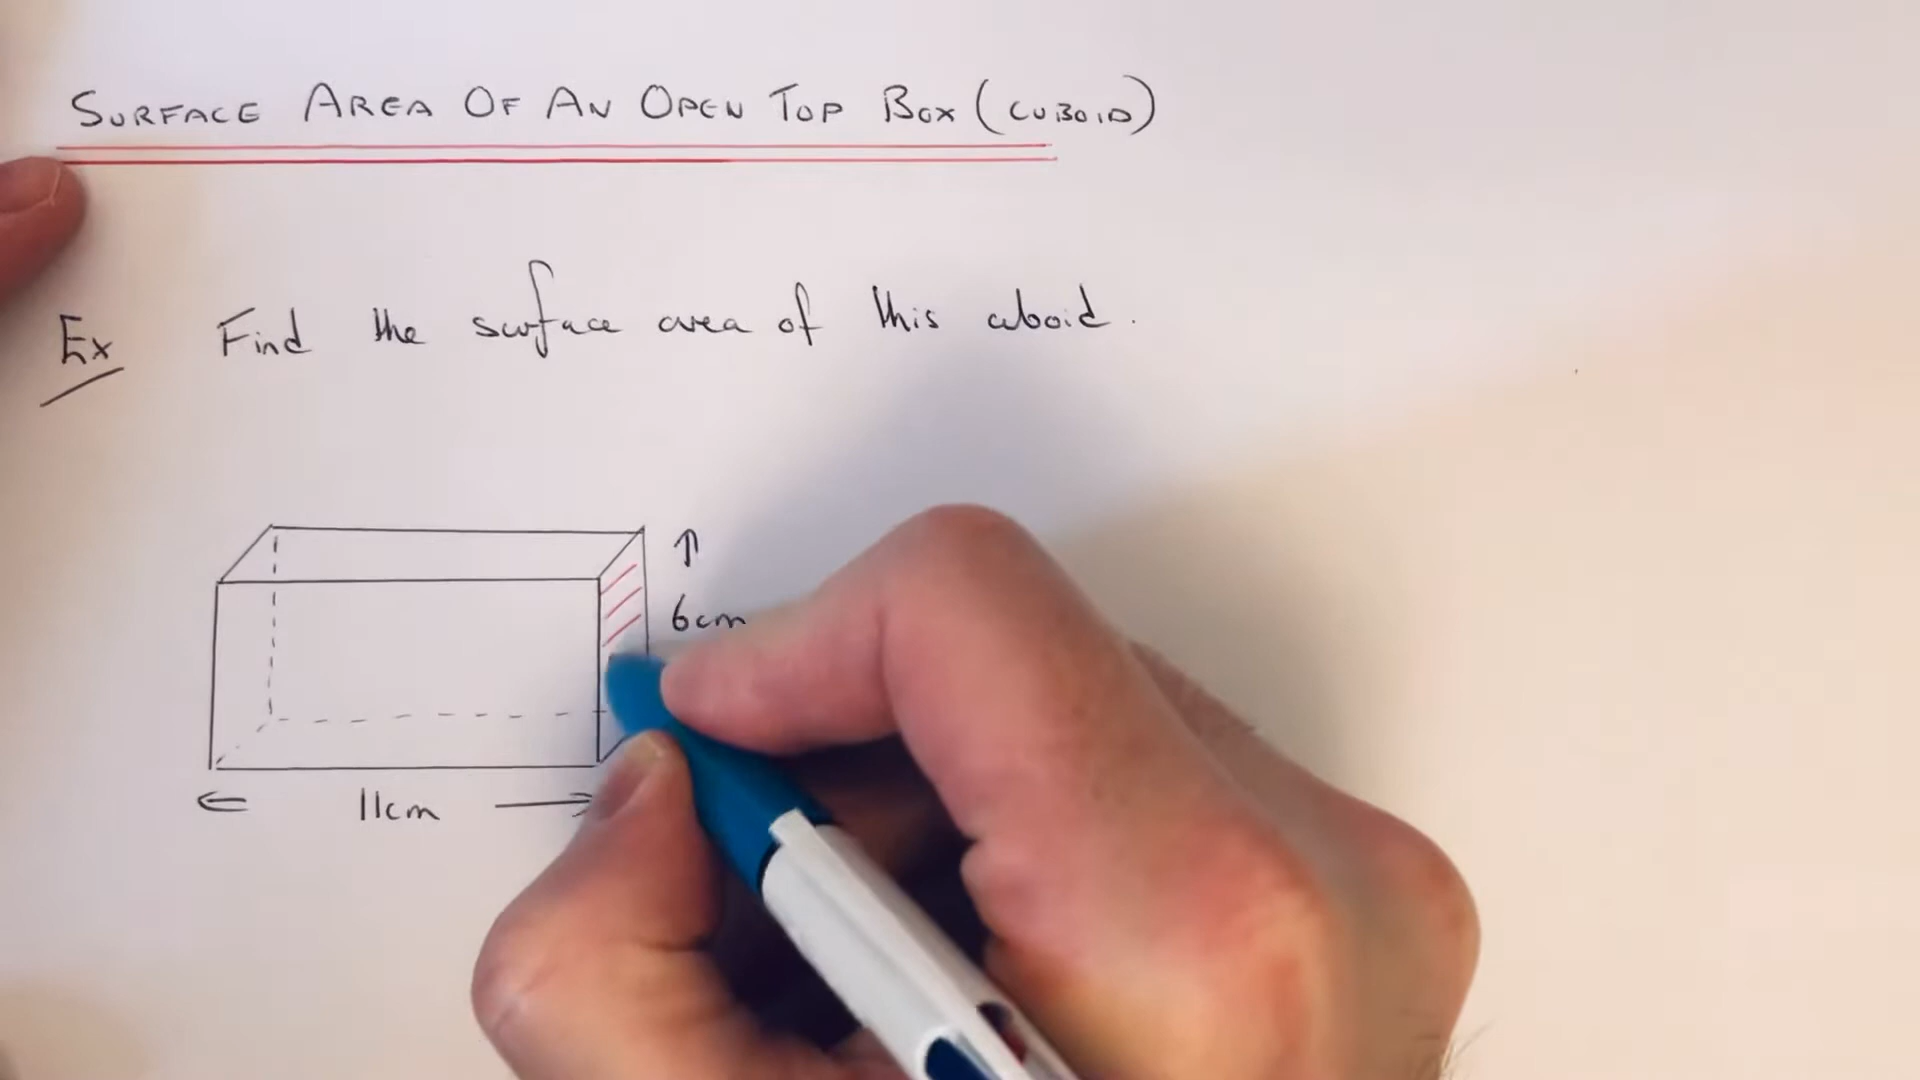 SURFACE AREA OF AN OPEN TOP BOX (CUBOID)
Ex Find the surface area of this cuboid.
6cm
11cm